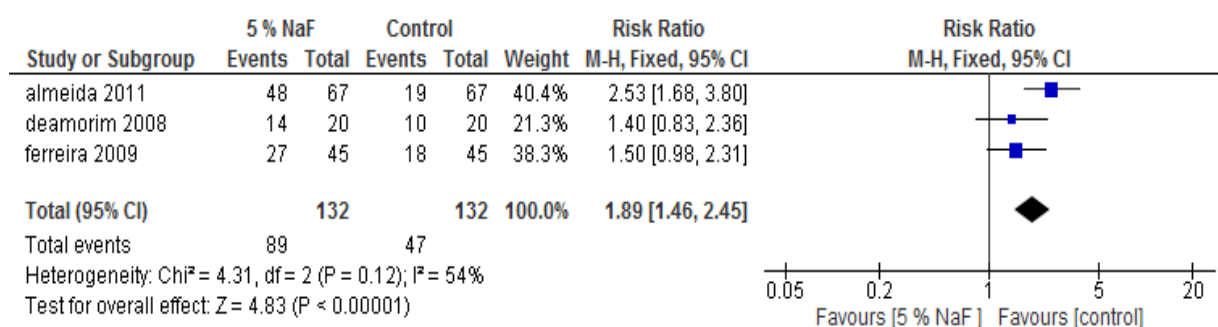 5 % NaF Control Risk Ratio Risk Ratio
Study or Subgroup Events Total Events Total Weight M-H, Fixed, 95% CI M-H, Fixed, 95% CI
almeida 2011 48 67 19 67 40.4% 2.53 [1.68, 3.80]
deamorim 2008 14 20 10 20 21.3% 1.40 [0.83, 2.36]
ferreira 2009 27 45 18 45 38.3% 1.50 [0.98, 2.31]
Total (95% CI) 132 132 100.0% 1.89 [1.46, 2.45]
Total events 89 47
Heterogeneity: Chi² = 4.31, df = 2 (P = 0.12); I² = 54%
Test for overall effect: Z = 4.83 (P < 0.00001)
0.05 0.2 1 5 20
Favours [5 % NaF ] Favours [control]